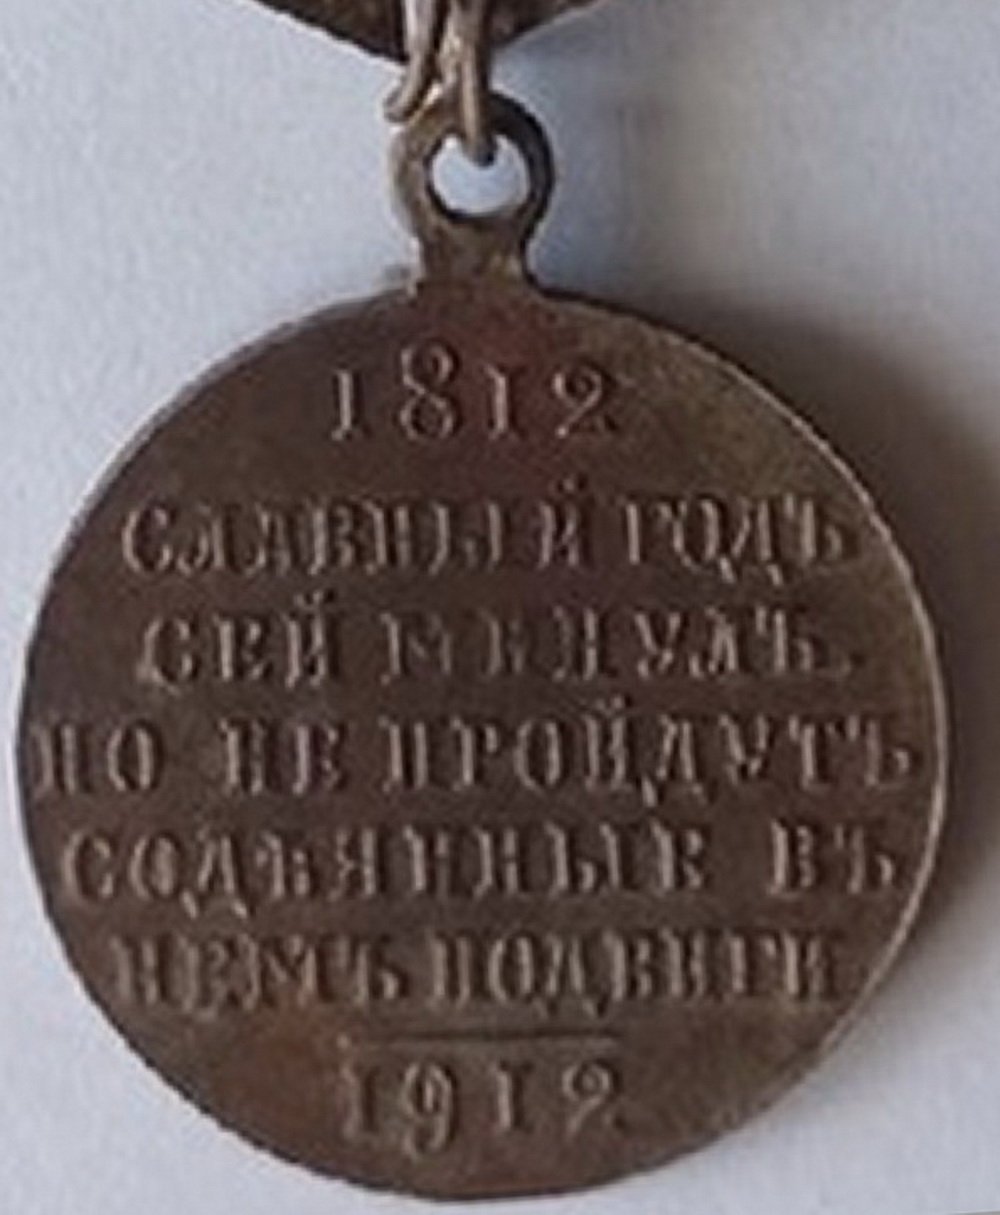 1812
СЛАВНЫЙ ГОДЪ
СЕЙ МИНУЛЪ
НО НЕ ПРОЙДУТЪ
СОДѢЯННЫЕ ВЪ
НЕМЪ ПОДВИГИ
1912